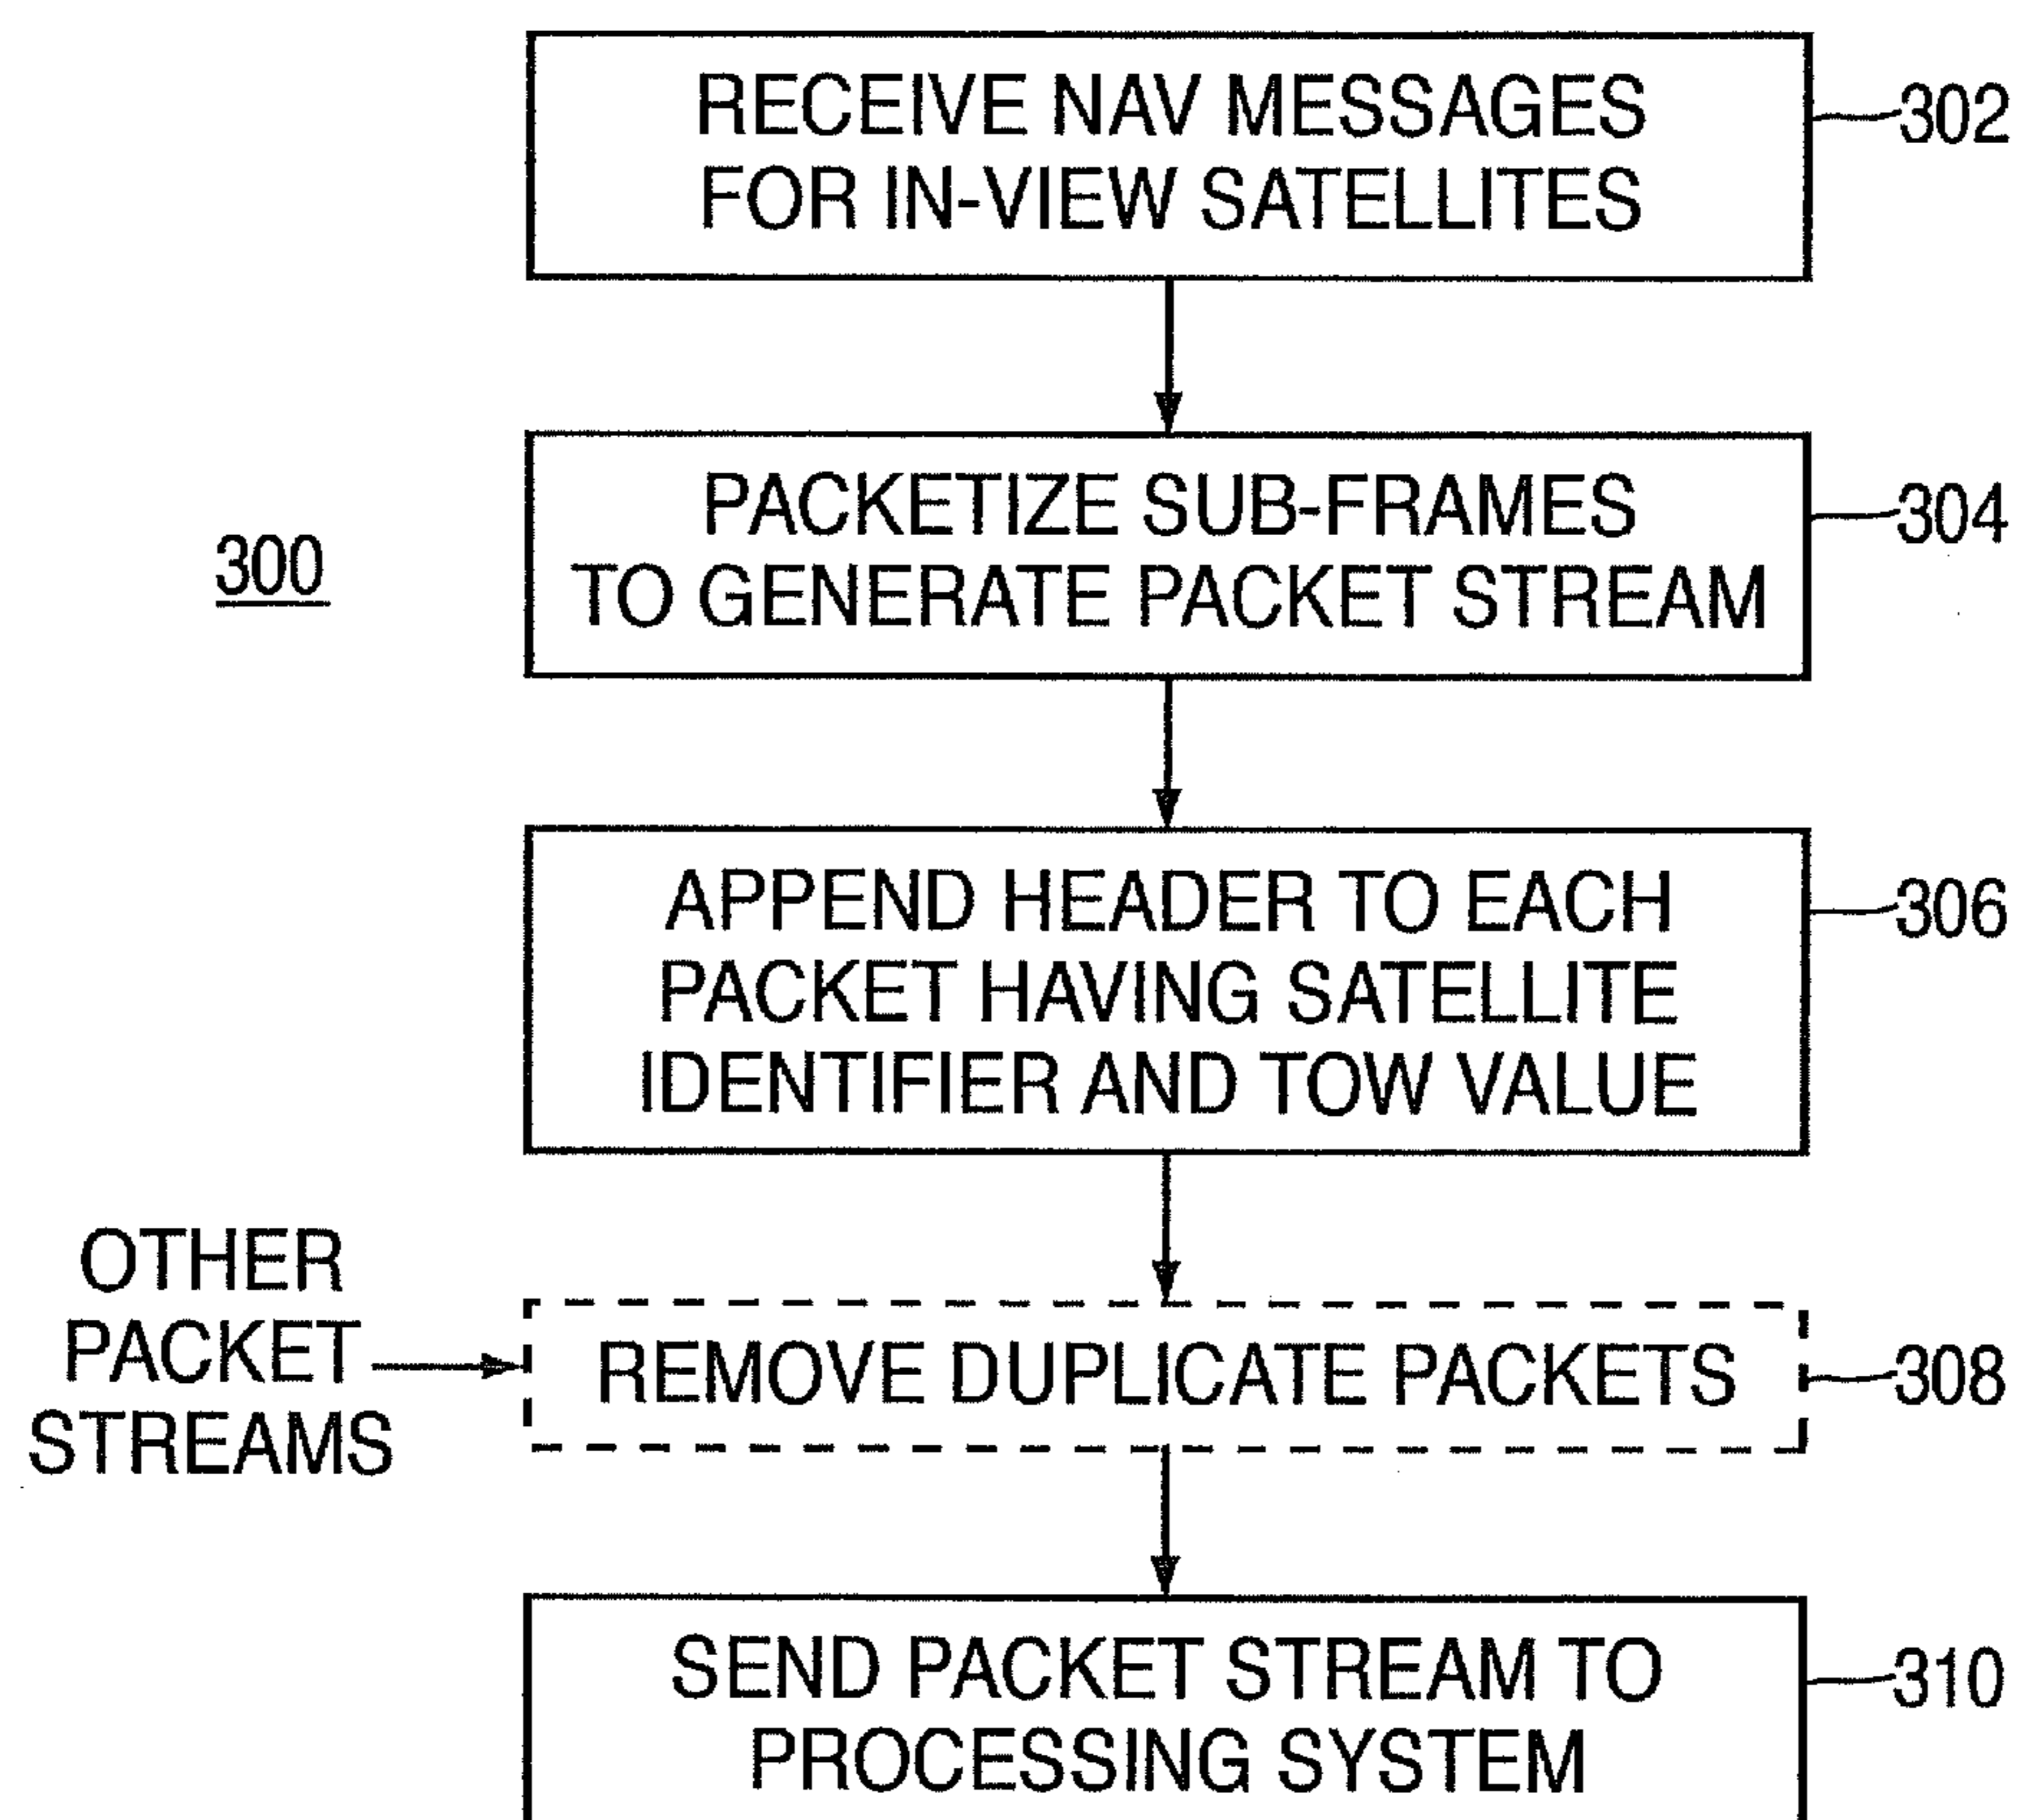 RECEIVE NAV MESSAGES
FOR IN-VIEW SATELLITES
302
PACKETIZE SUB-FRAMES
TO GENERATE PACKET STREAM
304
300
APPEND HEADER TO EACH
PACKET HAVING SATELLITE
IDENTIFIER AND TOW VALUE
306
OTHER
PACKET
STREAMS
REMOVE DUPLICATE PACKETS
308
SEND PACKET STREAM TO
PROCESSING SYSTEM
310